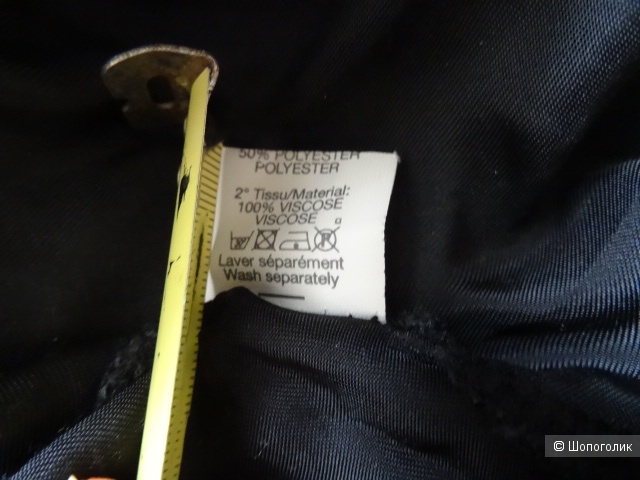 50% POLYESTER
POLYESTER
2° Tissu/Material:
100% VISCOSE
VISCOSE
Laver séparément
Wash separately
© Шопоголик